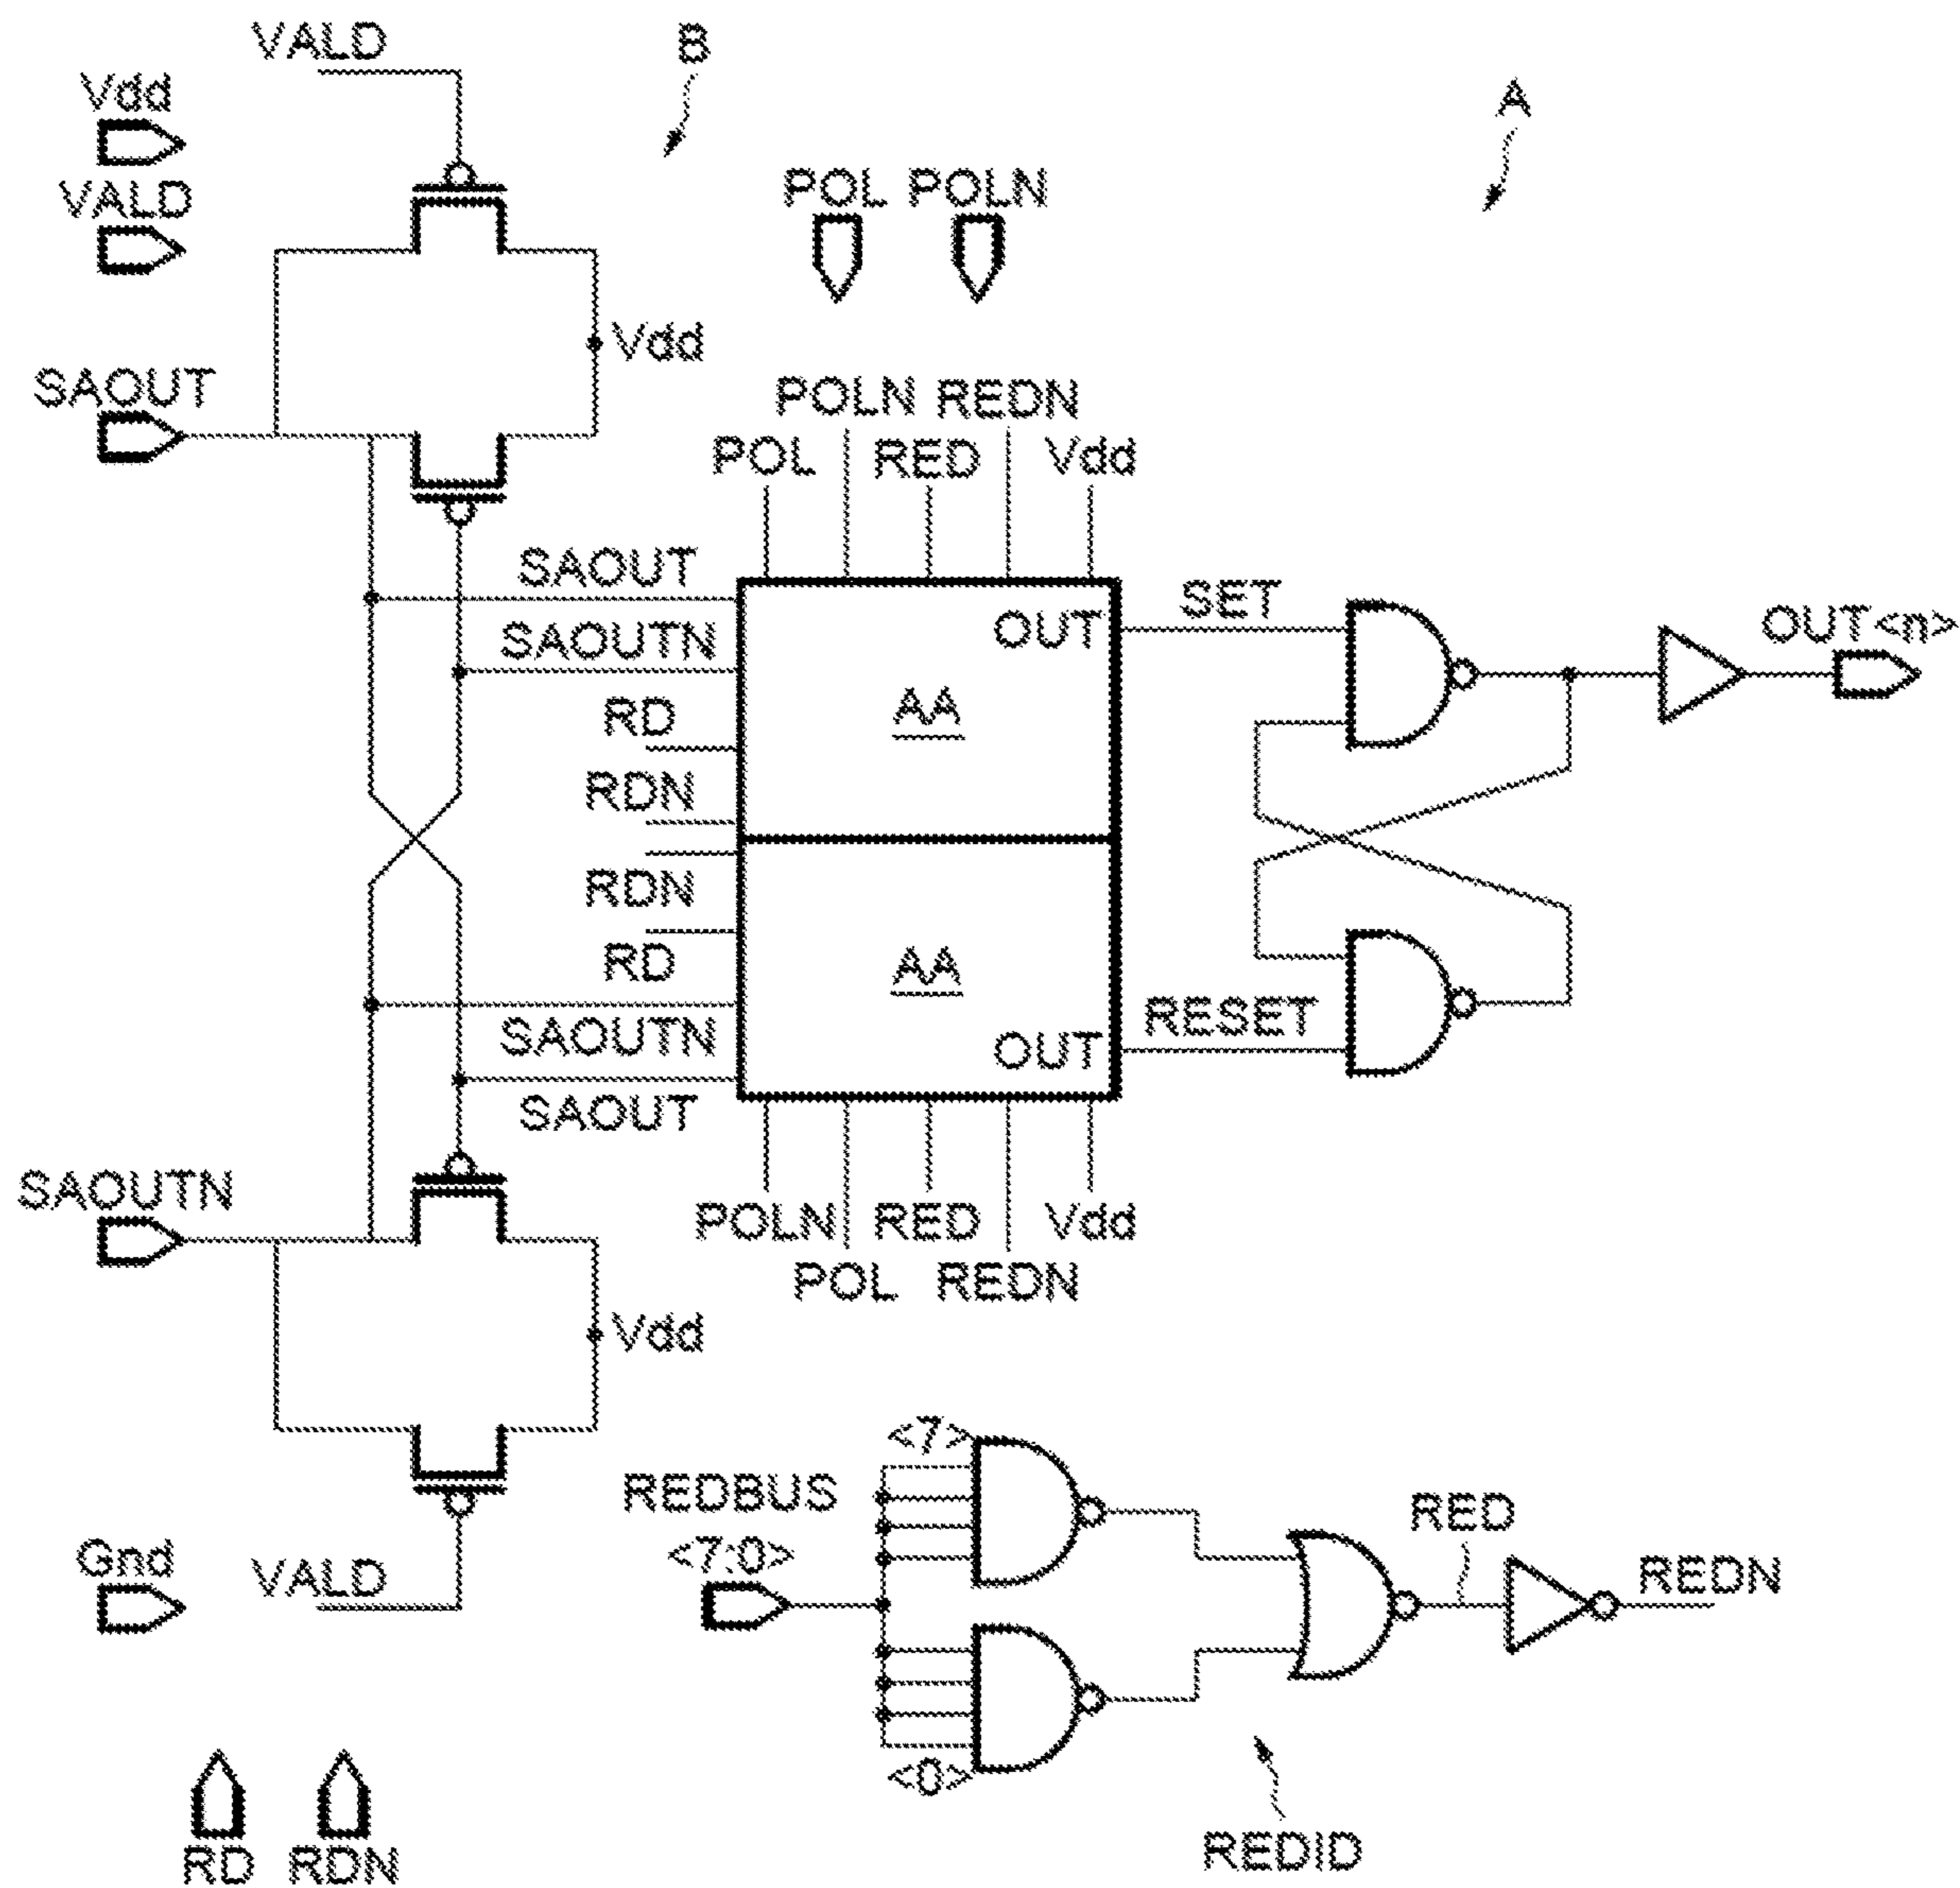 VALD
B
Vdd
A
VALD
POL POLN
Vdd
SAOUT
POLN REDN
POL RED Vdd
SAOUT
SET
OUT<n>
OUT
SAOUTN
AA
RD
RDN
RDN
RD
AA
SAOUTN
OUT
RESET
SAOUT
SAOUTN
POLN RED Vdd
POL REDN
Vdd
<7>
REDBUS
<7:0>
RED
REDN
Gnd
VALD
<0>
REDID
RD RDN